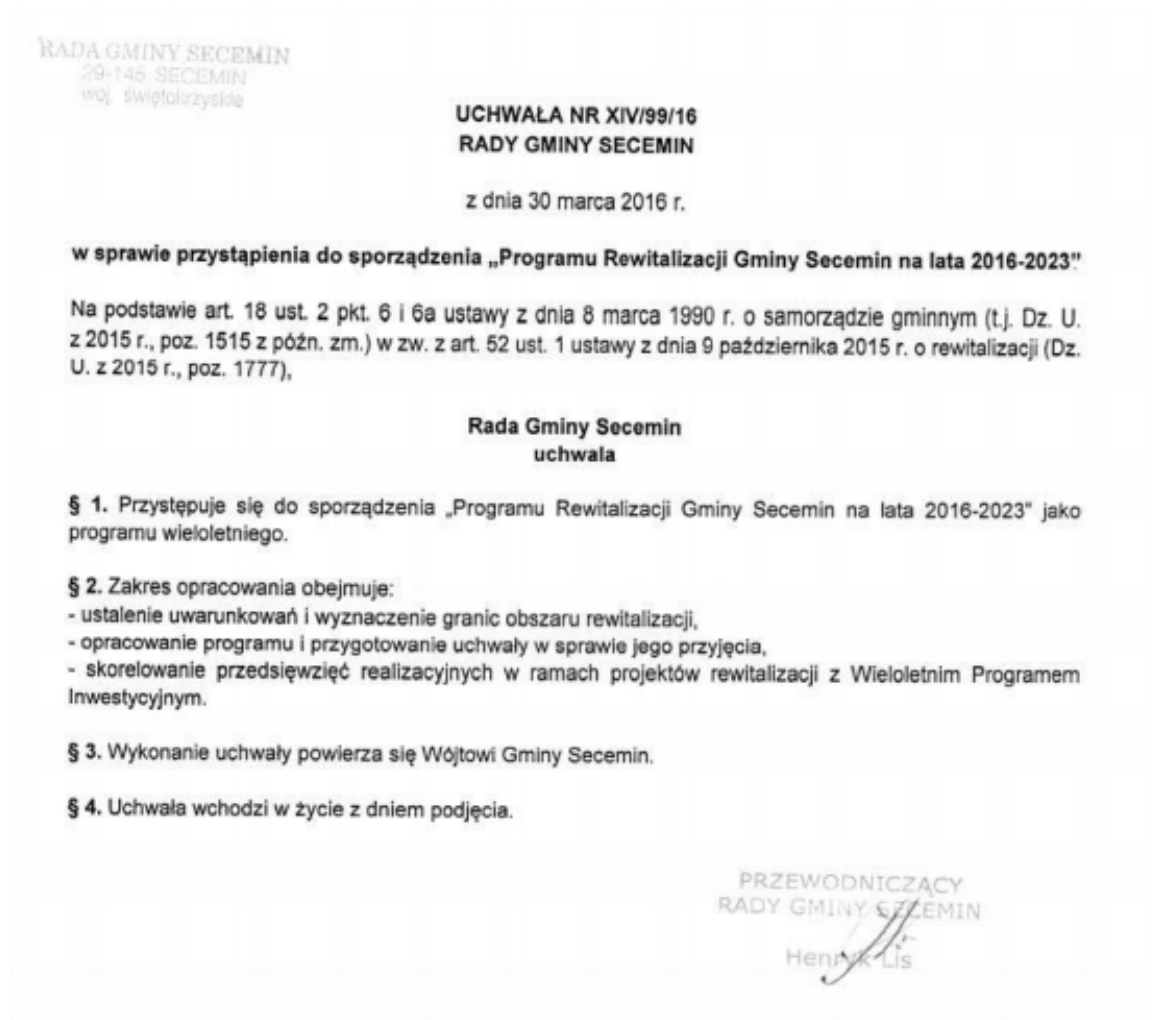 RADA GMINY SECEMIN
29-145 SECEMIN
woj. świętokrzyskie
UCHWAŁA NR XIV/99/16
RADY GMINY SECEMIN
z dnia 30 marca 2016 r.
w sprawie przystąpienia do sporządzenia „Programu Rewitalizacji Gminy Secemin na lata 2016-2023”
Na podstawie art. 18 ust. 2 pkt. 6 i 6a ustawy z dnia 8 marca 1990 r. o samorządzie gminnym (t.j. Dz. U.
z 2015 r., poz. 1515 z późn. zm.) w zw. z art. 52 ust. 1 ustawy z dnia 9 października 2015 r. o rewitalizacji (Dz.
U. z 2015 r., poz. 1777),
Rada Gminy Secemin
uchwala
§ 1. Przystępuje się do sporządzenia „Programu Rewitalizacji Gminy Secemin na lata 2016-2023” jako
programu wieloletniego.
§ 2. Zakres opracowania obejmuje:
- ustalenie uwarunkowań i wyznaczenie granic obszaru rewitalizacji,
- opracowanie programu i przygotowanie uchwały w sprawie jego przyjęcia,
- skorelowanie przedsięwzięć realizacyjnych w ramach projektów rewitalizacji z Wieloletnim Programem
Inwestycyjnym.
§ 3. Wykonanie uchwały powierza się Wójtowi Gminy Secemin.
§ 4. Uchwała wchodzi w życie z dniem podjęcia.
PRZEWODNICZĄCY
RADY GMINY SECEMIN
Henryk Lis